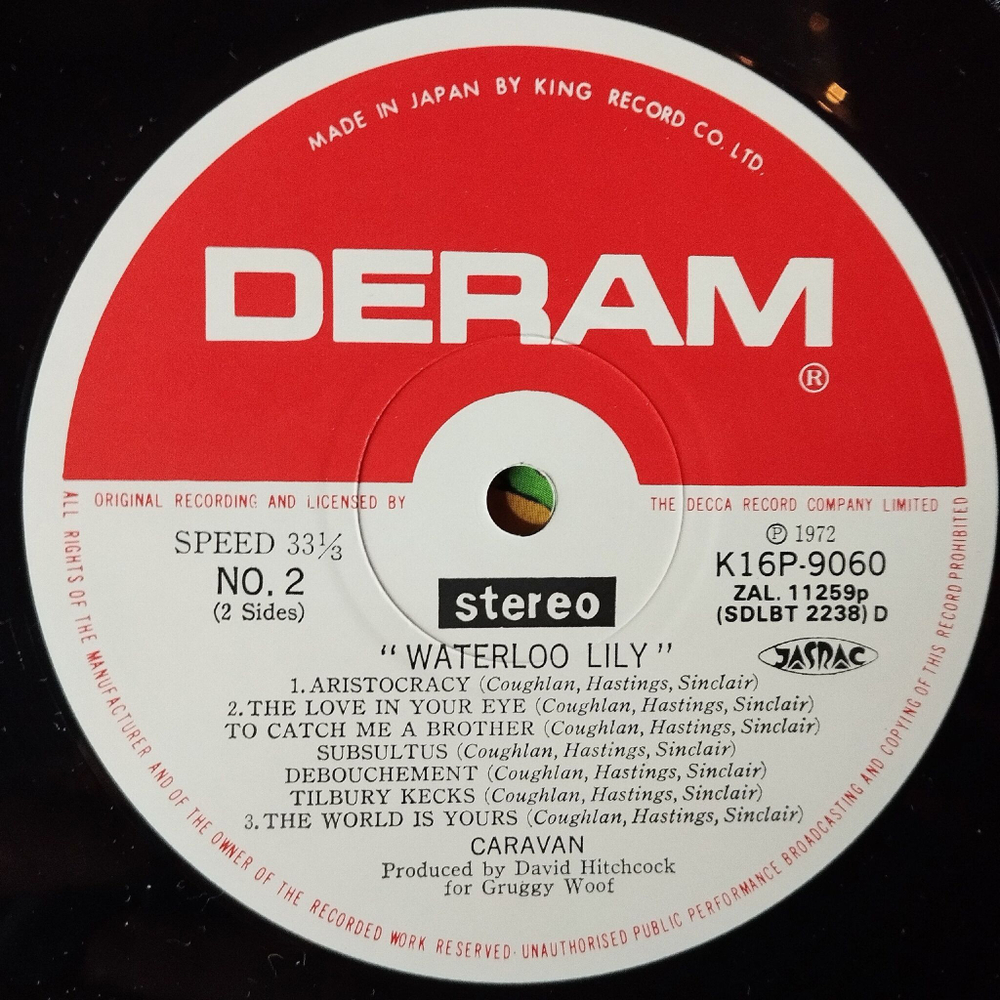 MADE IN JAPAN BY KING RECORD CO. LTD.
DERAM
®
ORIGINAL RECORDING AND LICENSED BY
THE DECCA RECORD COMPANY LIMITED
ALL RIGHTS OF THE MANUFACTURER AND OF THE OWNER OF THE RECORDED WORK RESERVED· UNAUTHORISED PUBLIC PERFORMANCE BROADCASTING AND COPYING OF THIS RECORD PROHIBITED
SPEED 33⅓
NO. 2
(2 Sides)
stereo
℗ 1972
K16P-9060
ZAL. 11259p
(SDLBT 2238) D
JASRAC
“WATERLOO LILY”
1. ARISTOCRACY (Coughlan, Hastings, Sinclair)
2. THE LOVE IN YOUR EYE (Coughlan, Hastings, Sinclair)
TO CATCH ME A BROTHER (Coughlan, Hastings, Sinclair)
SUBSULTUS (Coughlan, Hastings, Sinclair)
DEBOUCHEMENT (Coughlan, Hastings, Sinclair)
TILBURY KECKS (Coughlan, Hastings, Sinclair)
3. THE WORLD IS YOURS (Coughlan, Hastings, Sinclair)
CARAVAN
Produced by David Hitchcock
for Gruggy Woof